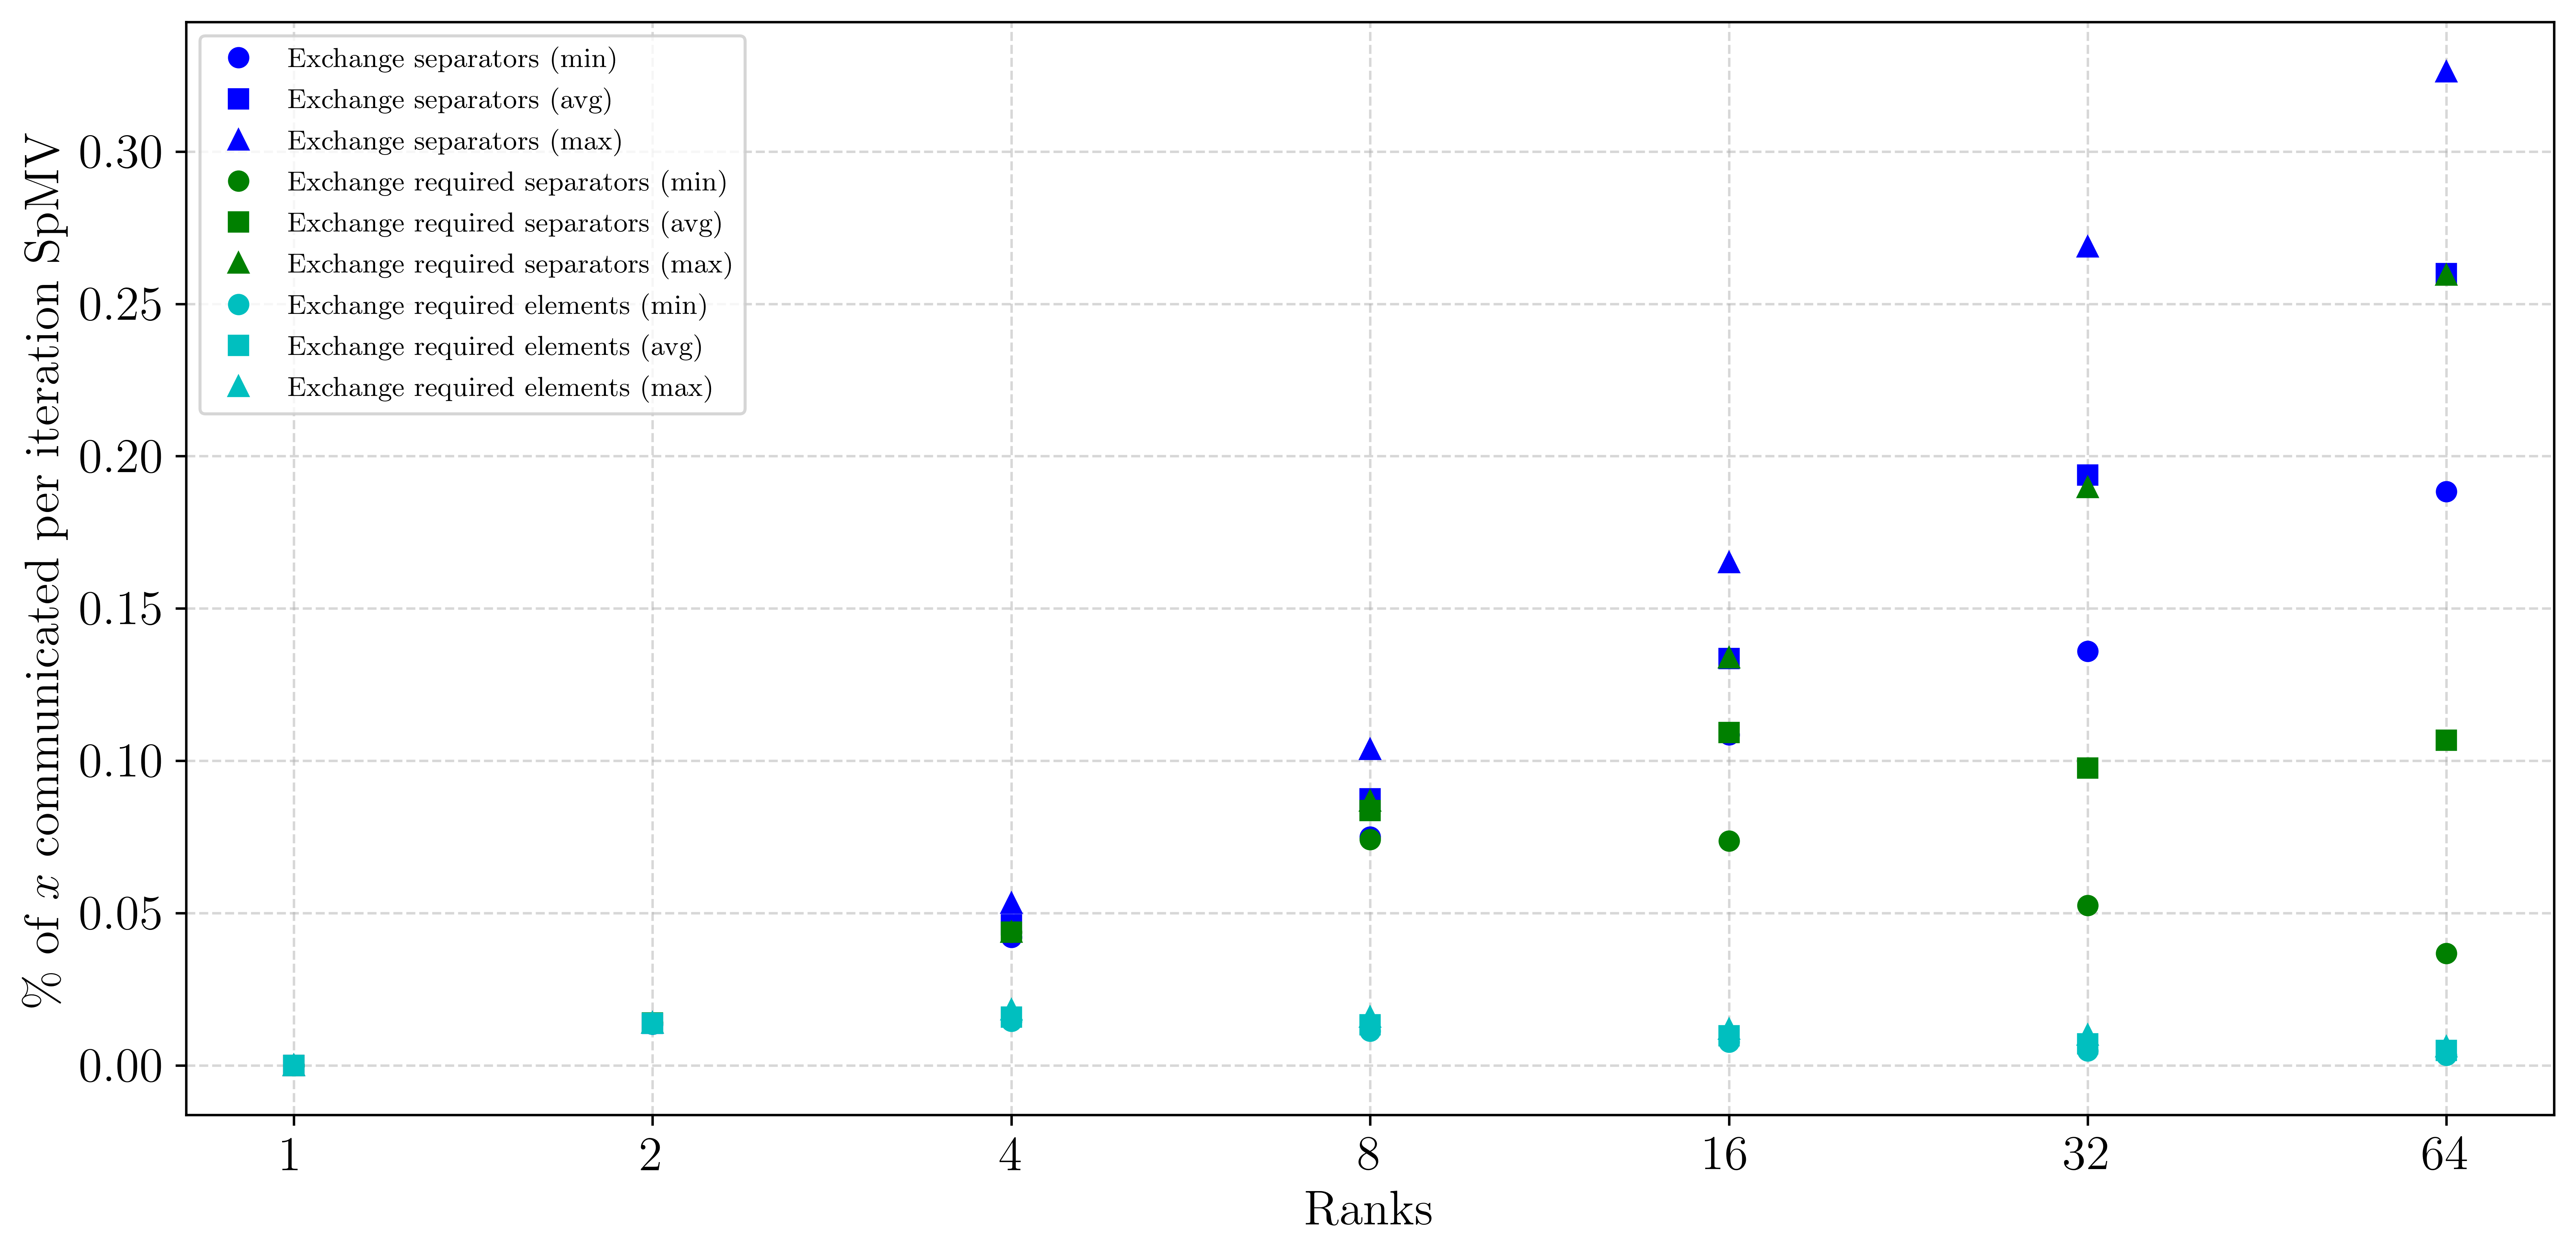 Exchange separators (min)
Exchange separators (avg)
Exchange separators (max)
Exchange required separators (min)
Exchange required separators (avg)
Exchange required separators (max)
Exchange required elements (min)
Exchange required elements (avg)
Exchange required elements (max)
% of x communicated per iteration SpMV
0.30
0.25
0.20
0.15
0.10
0.05
0.00
1 2 4 8 16 32 64
Ranks